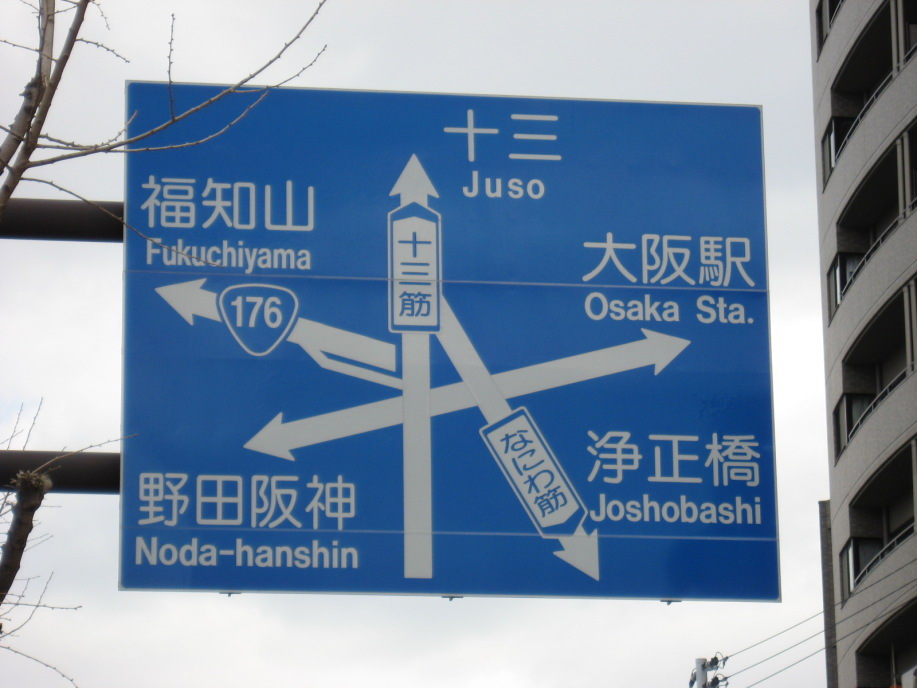 十三
Juso
福知山
Fukuchiyama
176
十三筋
大阪駅
Osaka Sta.
なにわ筋
浄正橋
Joshobashi
野田阪神
Noda-hanshin